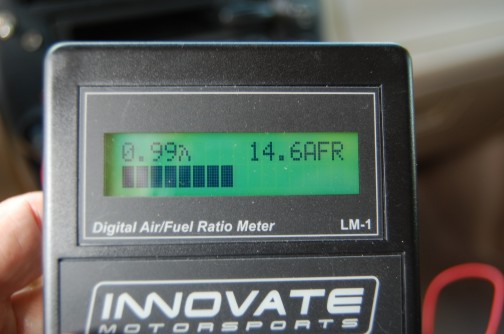 0.99λ 14.6AFR
Digital Air/Fuel Ratio Meter LM-1
INNOVATE
MOTORSPORTS